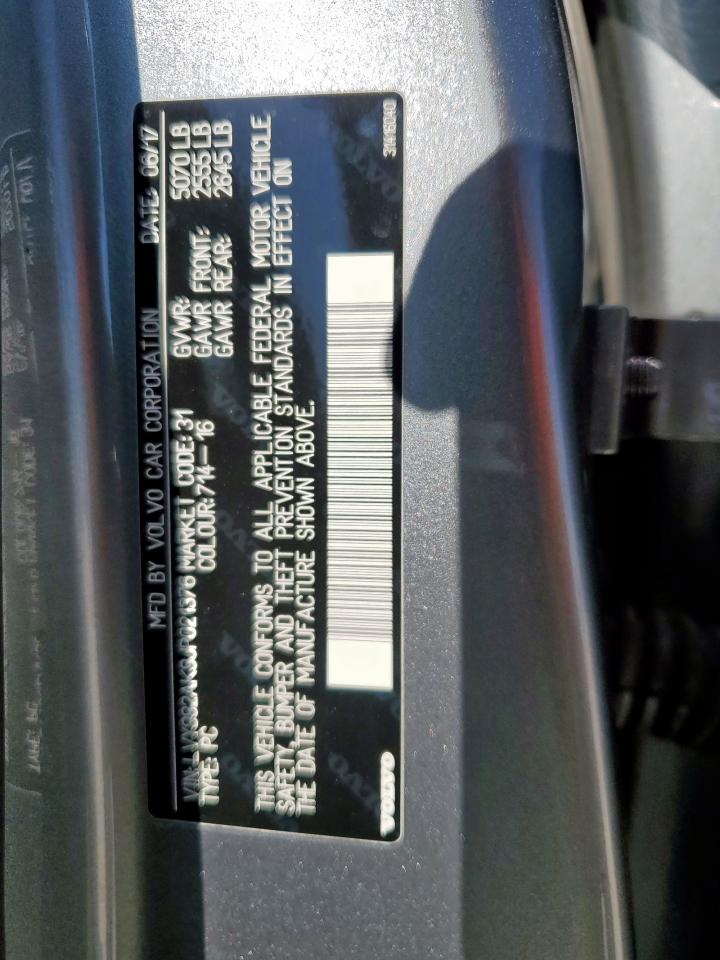 MFD BY VOLVO CAR CORPORATION DATE: 06/17
MARKET CODE: 31 GVWR: 5070 LB
TYPE: PC COLOUR: 714-16 GAWR FRONT: 2555 LB
GAWR REAR: 2645 LB
THIS VEHICLE CONFORMS TO ALL APPLICABLE FEDERAL MOTOR VEHICLE
SAFETY, BUMPER AND THEFT PREVENTION STANDARDS IN EFFECT ON
THE DATE OF MANUFACTURE SHOWN ABOVE.
VOLVO